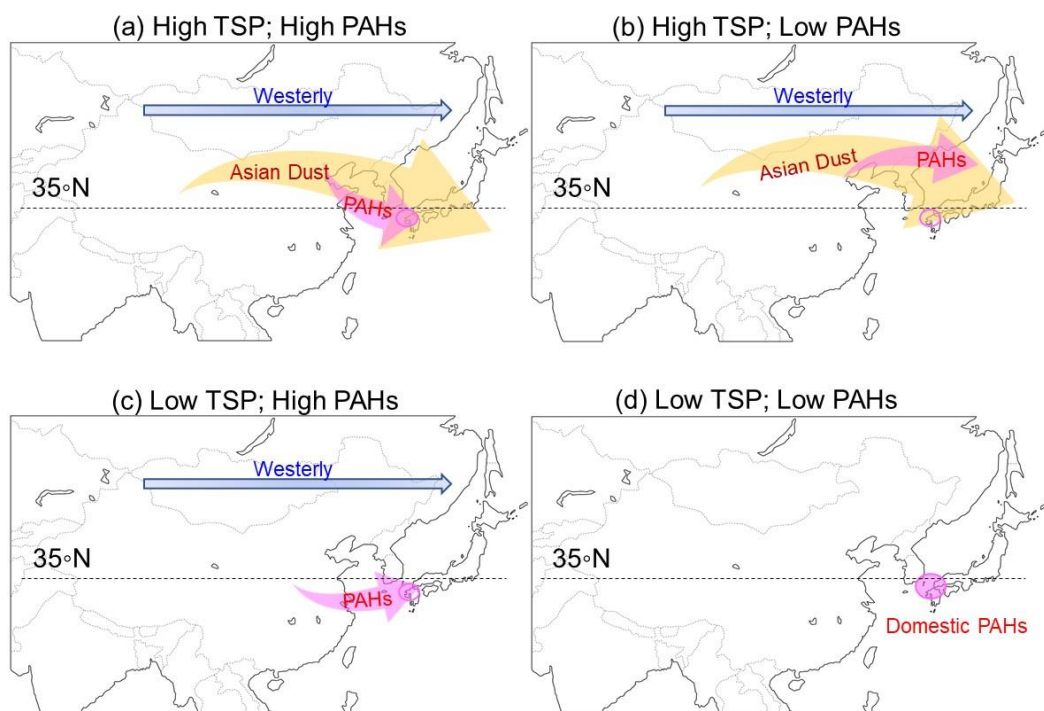 (a) High TSP; High PAHs
Westerly
Asian Dust
35°N
PAHs
(b) High TSP; Low PAHs
Westerly
PAHs
Asian Dust
35°N
(c) Low TSP; High PAHs
Westerly
35°N
PAHs
(d) Low TSP; Low PAHs
35°N
Domestic PAHs